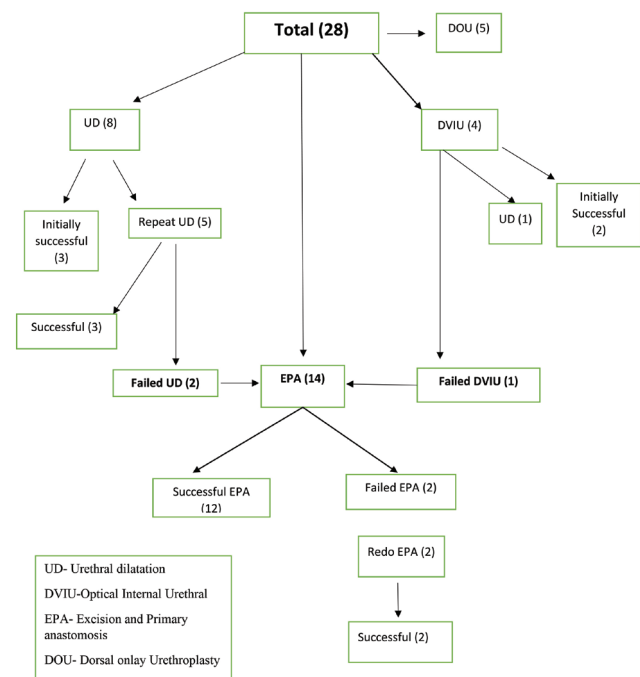 Total (28)
DOU (5)
UD (8)
DVIU (4)
Initially
successful
(3)
Repeat UD (5)
UD (1)
Initially
Successful
(2)
Successful (3)
Failed UD (2)
EPA (14)
Failed DVIU (1)
Successful EPA
(12)
Failed EPA (2)
Redo EPA (2)
Successful (2)
UD- Urethral dilatation
DVIU-Optical Internal Urethral
EPA- Excision and Primary
anastomosis
DOU- Dorsal onlay Urethroplasty